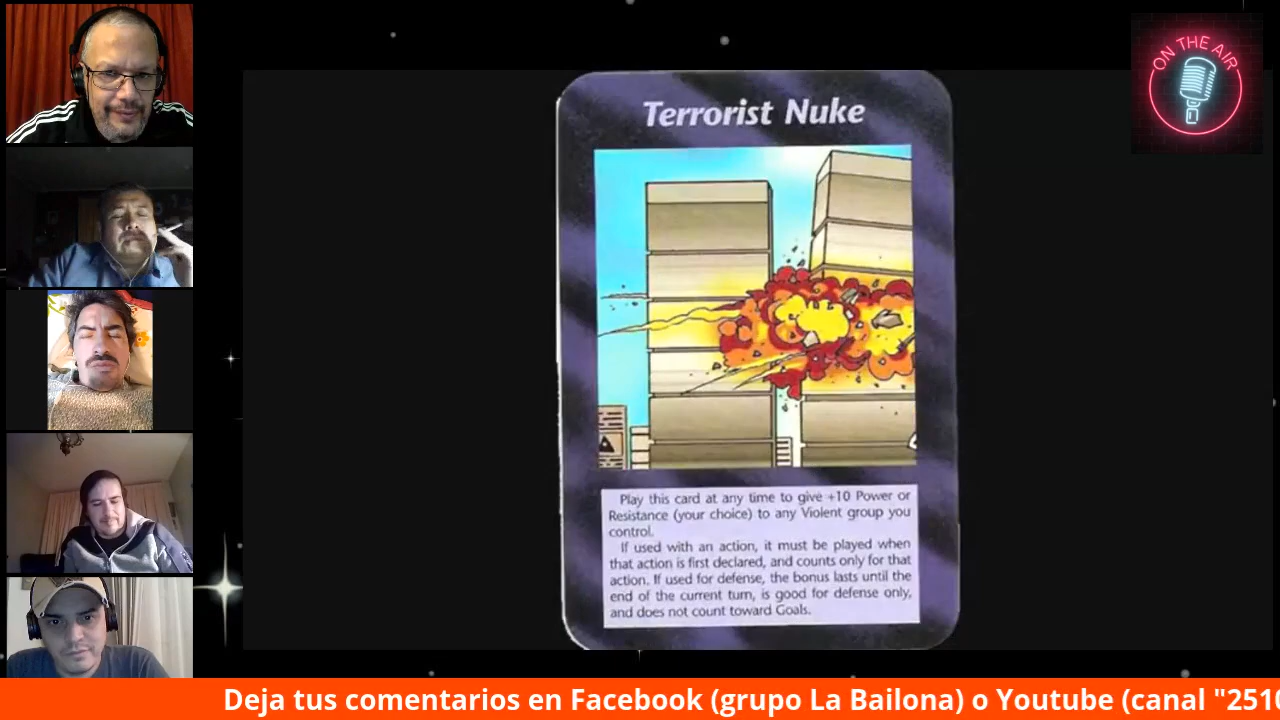 ON THE AIR
Terrorist Nuke
Play this card at any time to give +10 Power or
Resistance (your choice) to any Violent group you
control.
If used with an action, it must be played when
that action is first declared, and counts only for that
action. If used for defense, the bonus lasts until the
end of the current turn, is good for defense only,
and does not count toward Goals.
Deja tus comentarios en Facebook (grupo La Bailona) o Youtube (canal "2510